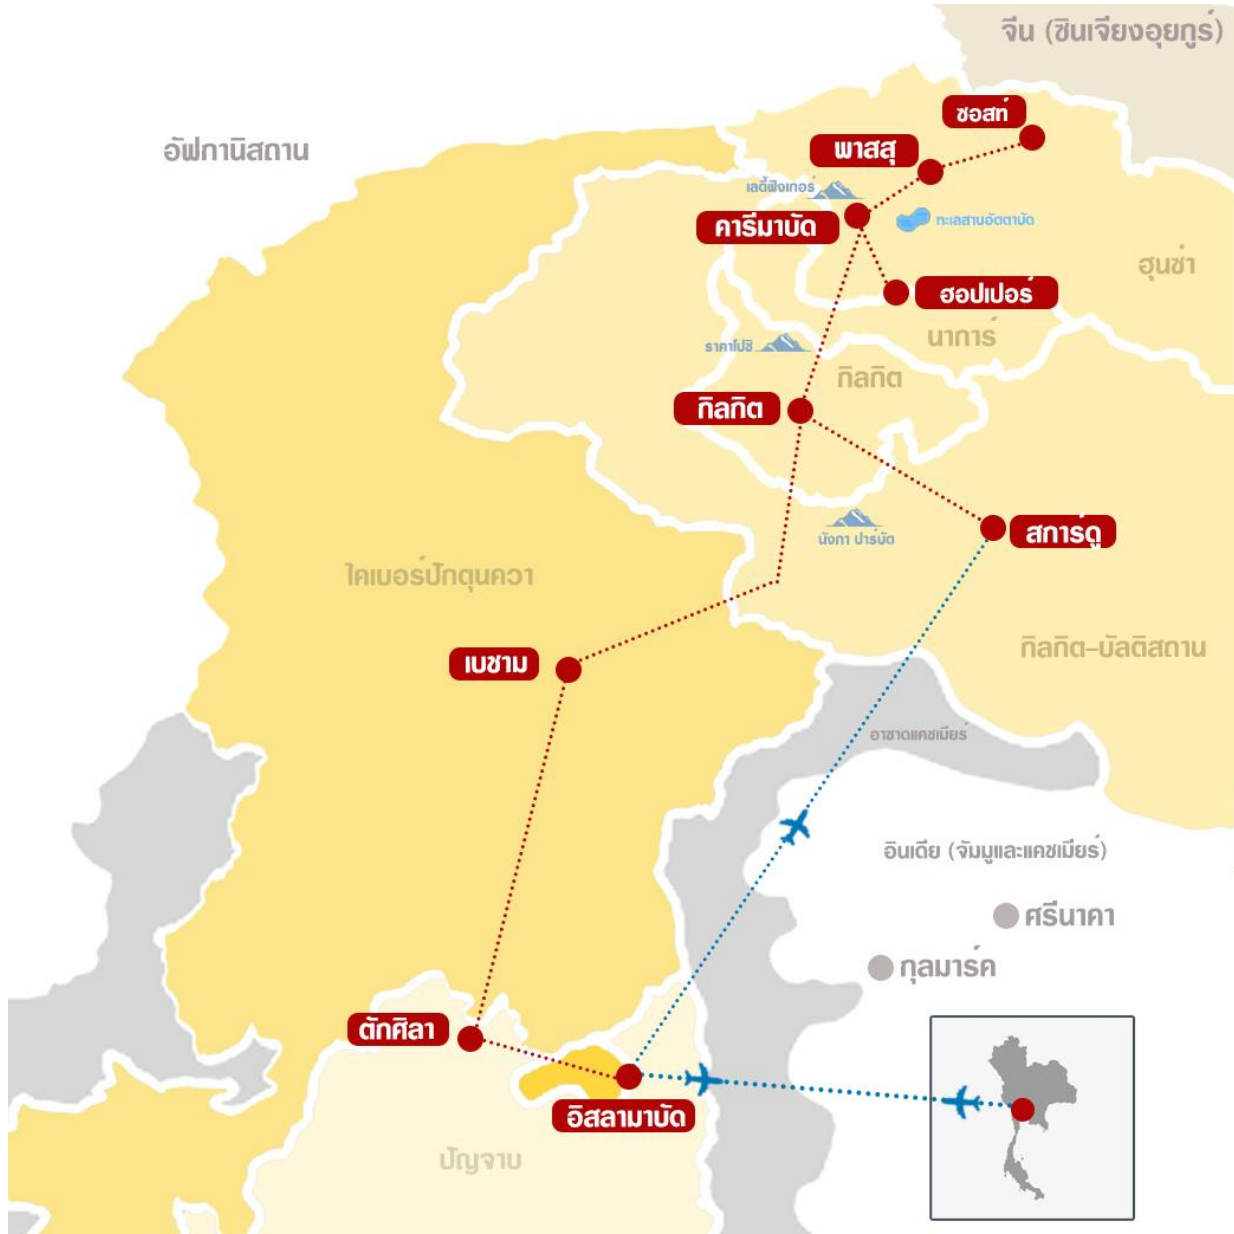 จีน (ซินเจียงอุยกูร์)
ซอสท์
อัฟกานิสถาน
พาสสุ
เลดี้ฟิงเกอร์
คารีมาบัด
ทะเลสาบอัตตาบัด
ฮุนซ่า
ฮอปเปอร์
นาการ์
ราคาโปชิ
กิลกิต
กิลกิต
สการ์ดู
นังกา ปาร์บัต
ไคเบอร์ปักตุนควา
กิลกิต-บัลติสถาน
เบชาม
อาซาดแคชเมียร์
อินเดีย (จัมมูและแคชเมียร์)
ศรีนาคา
กุลมาร์ค
ตักศิลา
อิสลามาบัด
ปัญจาบ